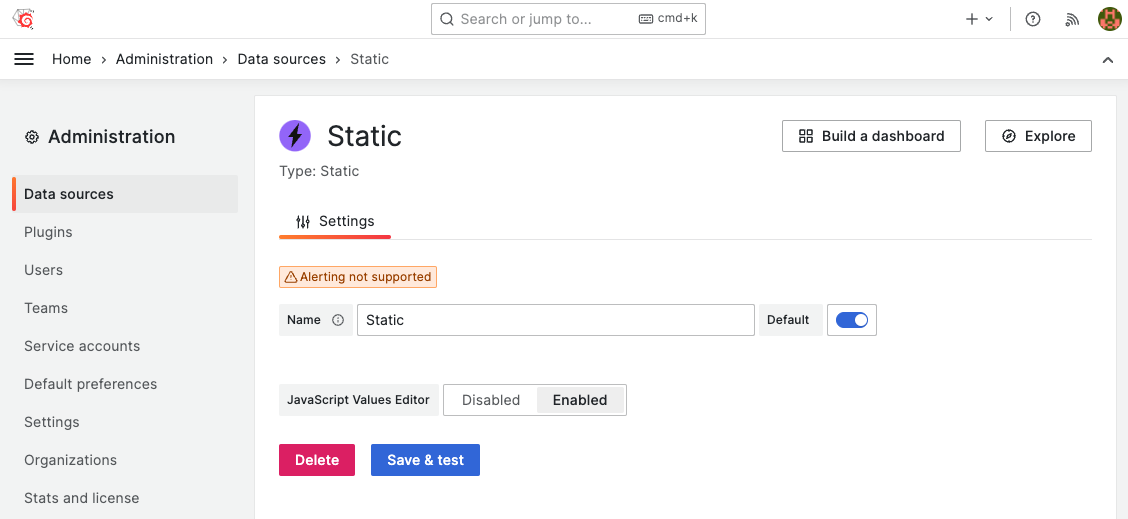 Search or jump to... cmd+k
Home › Administration › Data sources › Static
Administration
Data sources
Plugins
Users
Teams
Service accounts
Default preferences
Settings
Organizations
Stats and license
Static
Type: Static
Build a dashboard
Explore
Settings
Alerting not supported
Name Static Default
JavaScript Values Editor Disabled Enabled
Delete Save & test